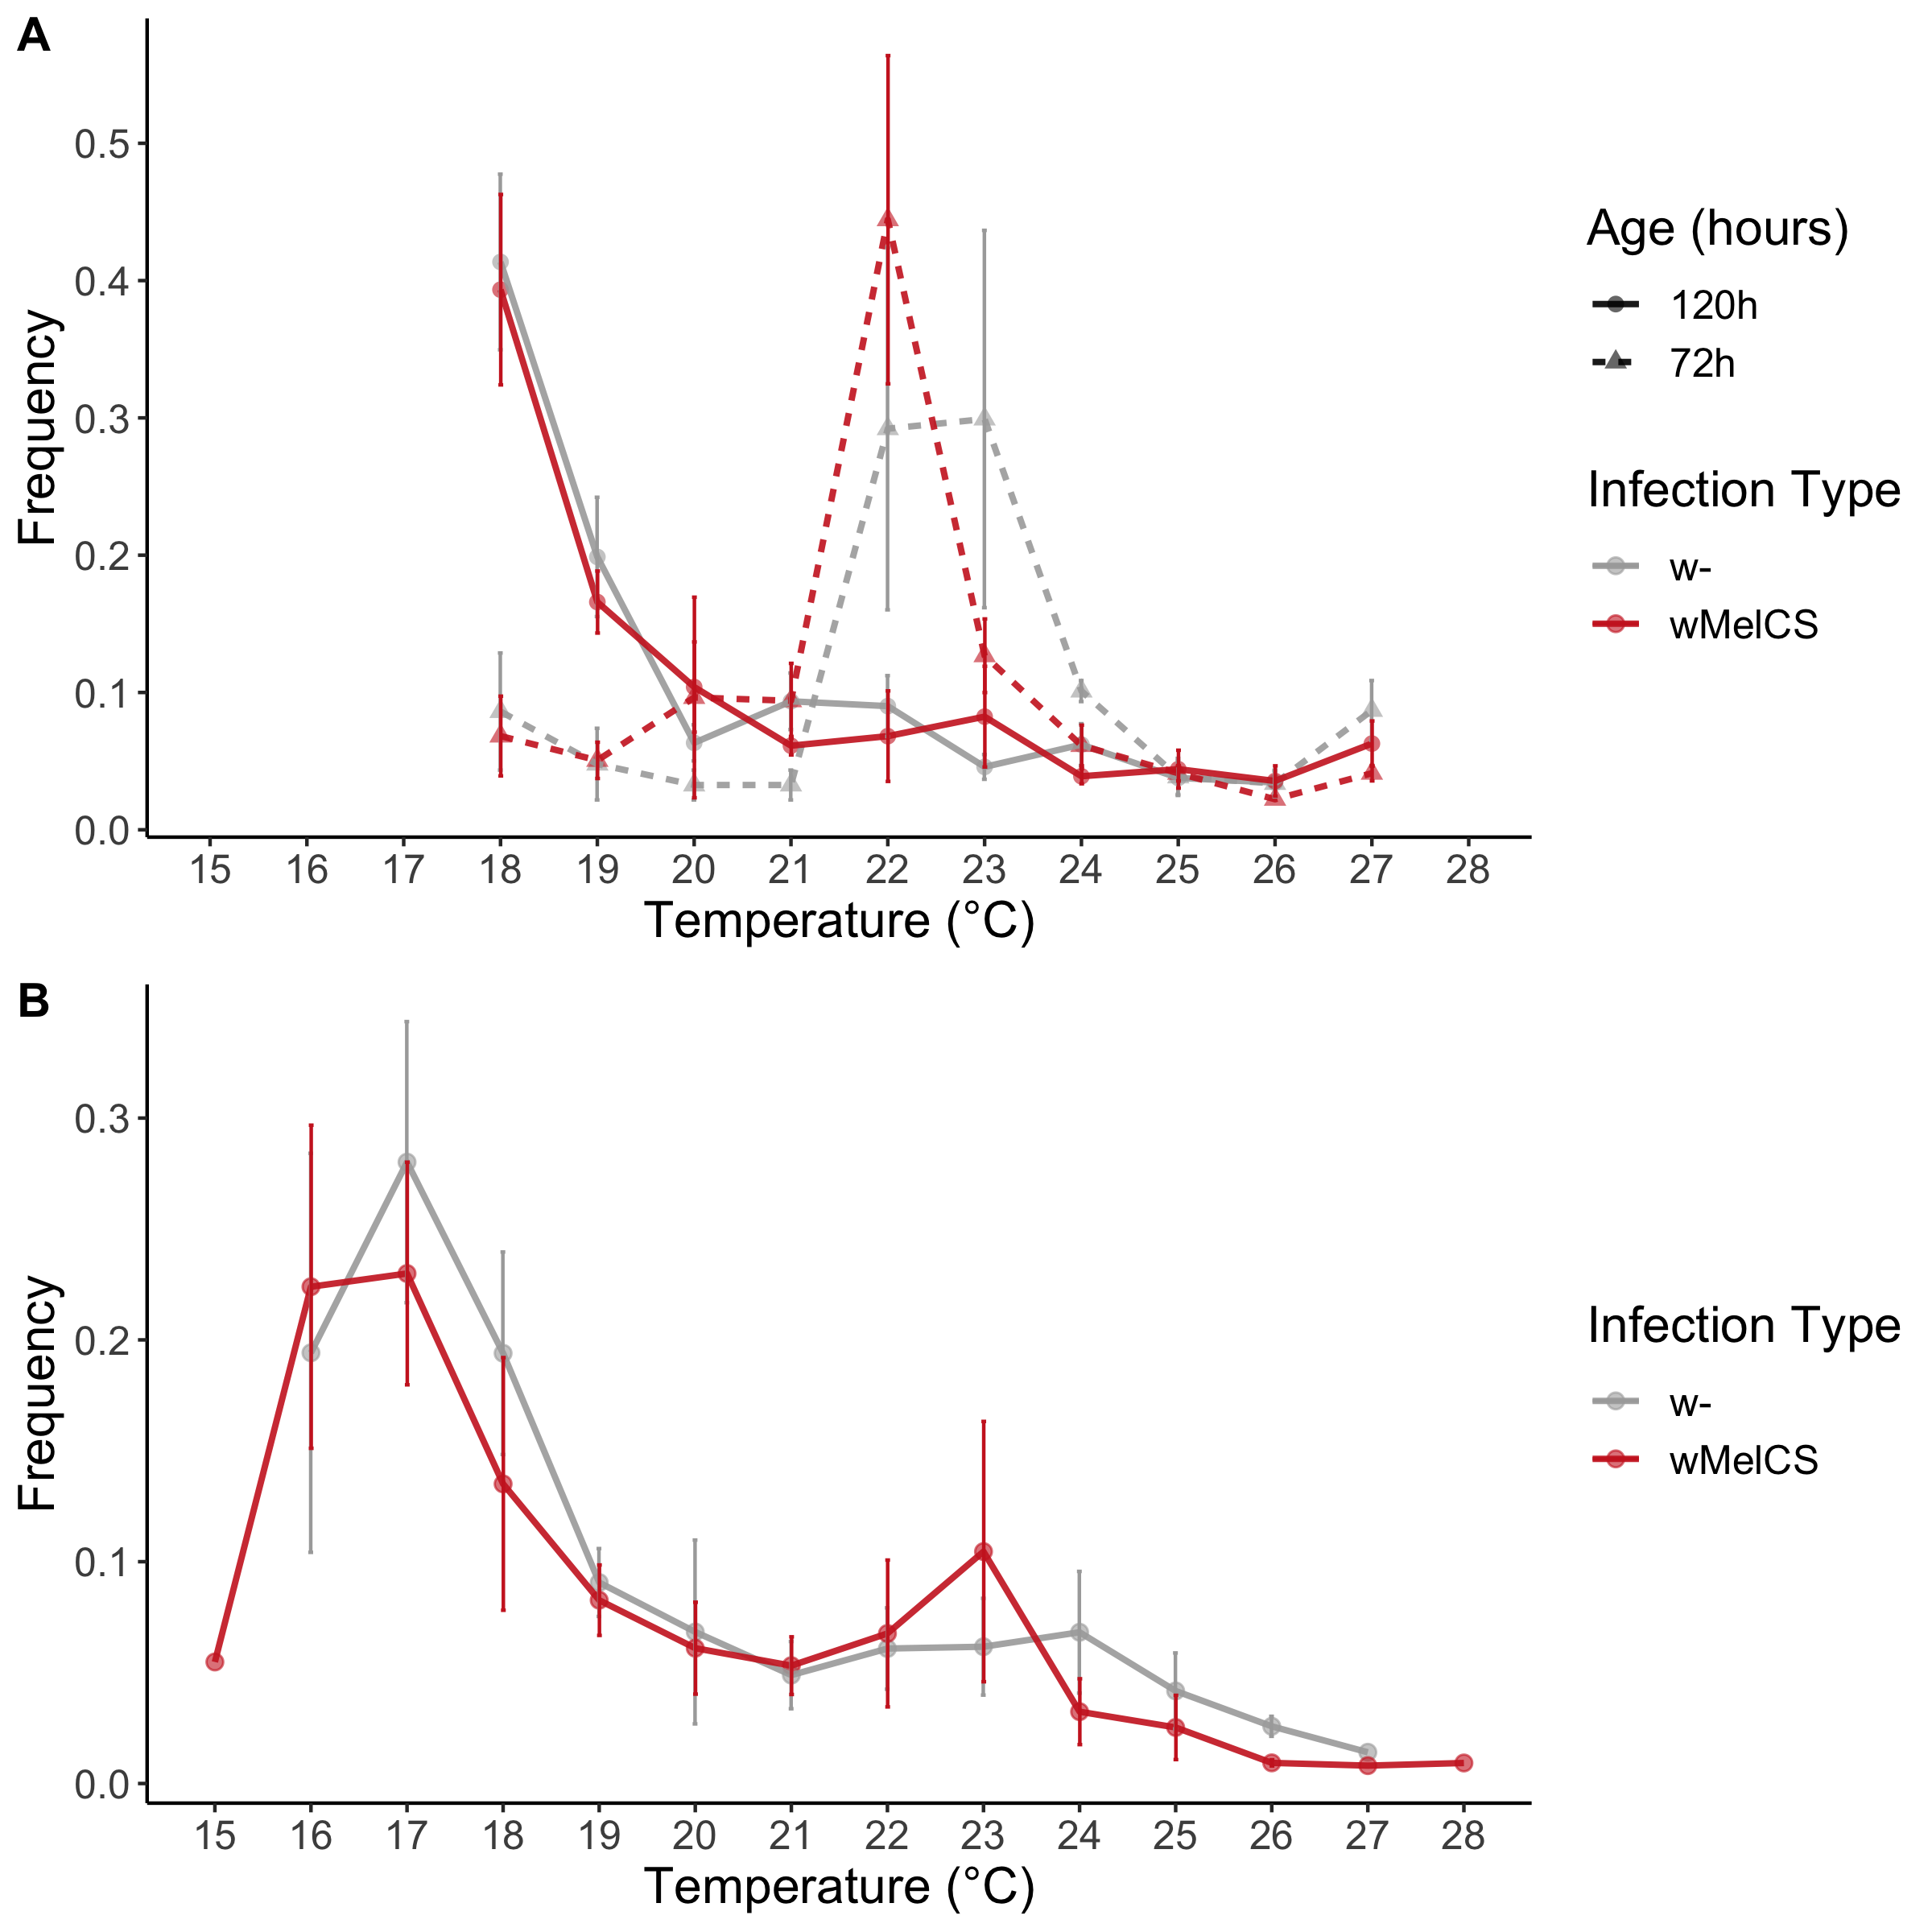 A
Frequency
0.5
0.4
0.3
0.2
0.1
0.0
15 16 17 18 19 20 21 22 23 24 25 26 27 28
Temperature (°C)
Age (hours)
120h
72h
Infection Type
w-
wMelCS
B
Frequency
0.3
0.2
0.1
0.0
15 16 17 18 19 20 21 22 23 24 25 26 27 28
Temperature (°C)
Infection Type
w-
wMelCS